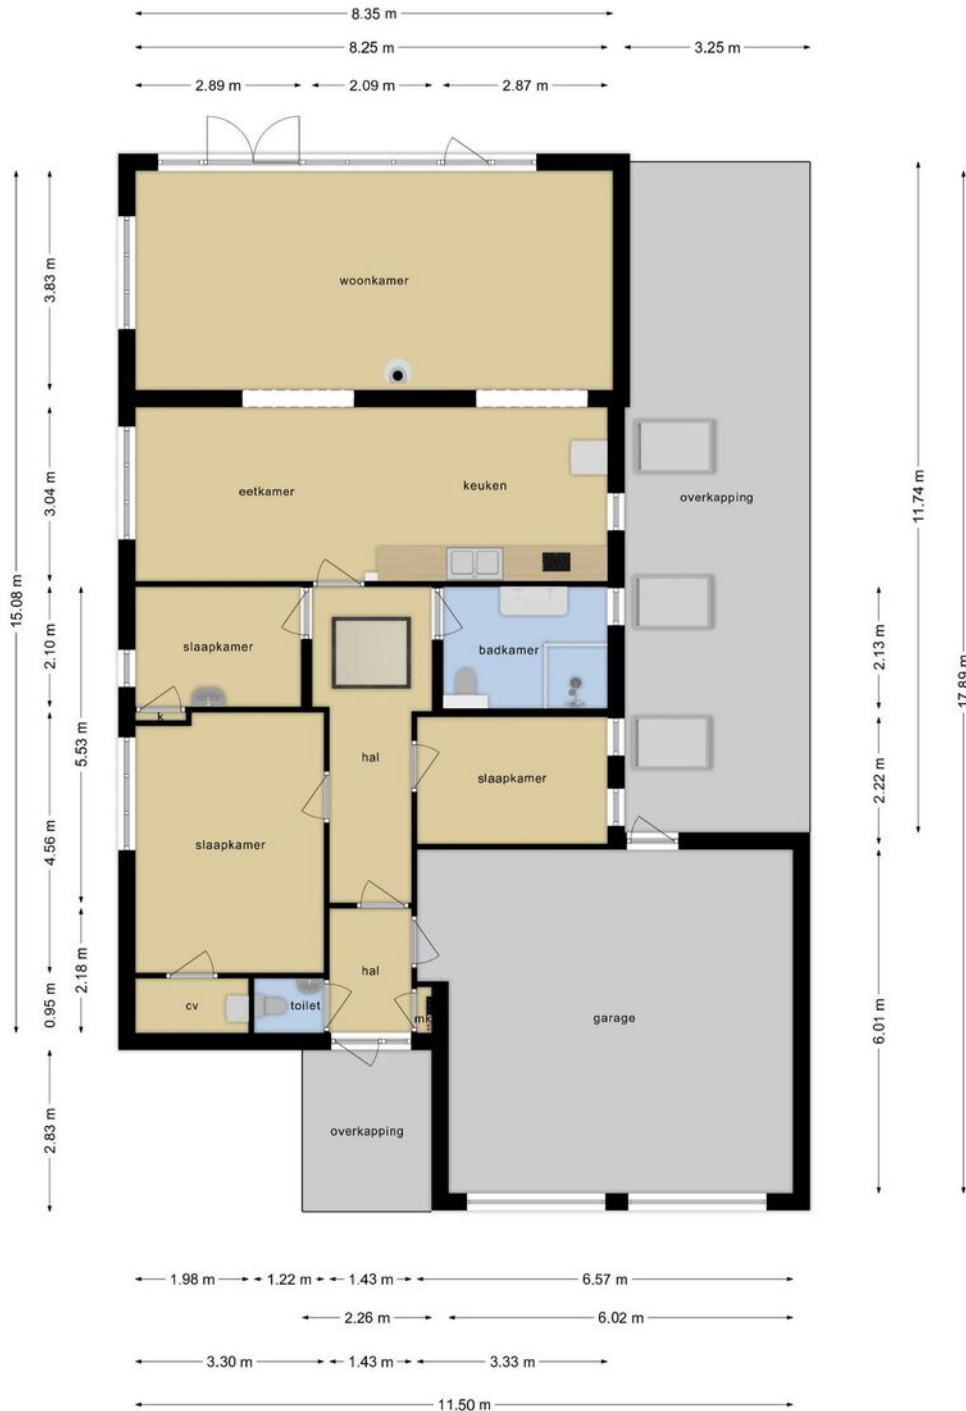 8.35 m
8.25 m
3.25 m
2.89 m
2.09 m
2.87 m
woonkamer
3.83 m
eetkamer
keuken
overkapping
3.04 m
11.74 m
15.08 m
17.89 m
slaapkamer
badkamer
2.10 m
2.13 m
k
5.53 m
hal
slaapkamer
2.22 m
slaapkamer
4.56 m
hal
2.18 m
cv
toilet
mk
garage
0.95 m
6.01 m
overkapping
2.83 m
1.98 m
1.22 m
1.43 m
6.57 m
2.26 m
6.02 m
3.30 m
1.43 m
3.33 m
11.50 m